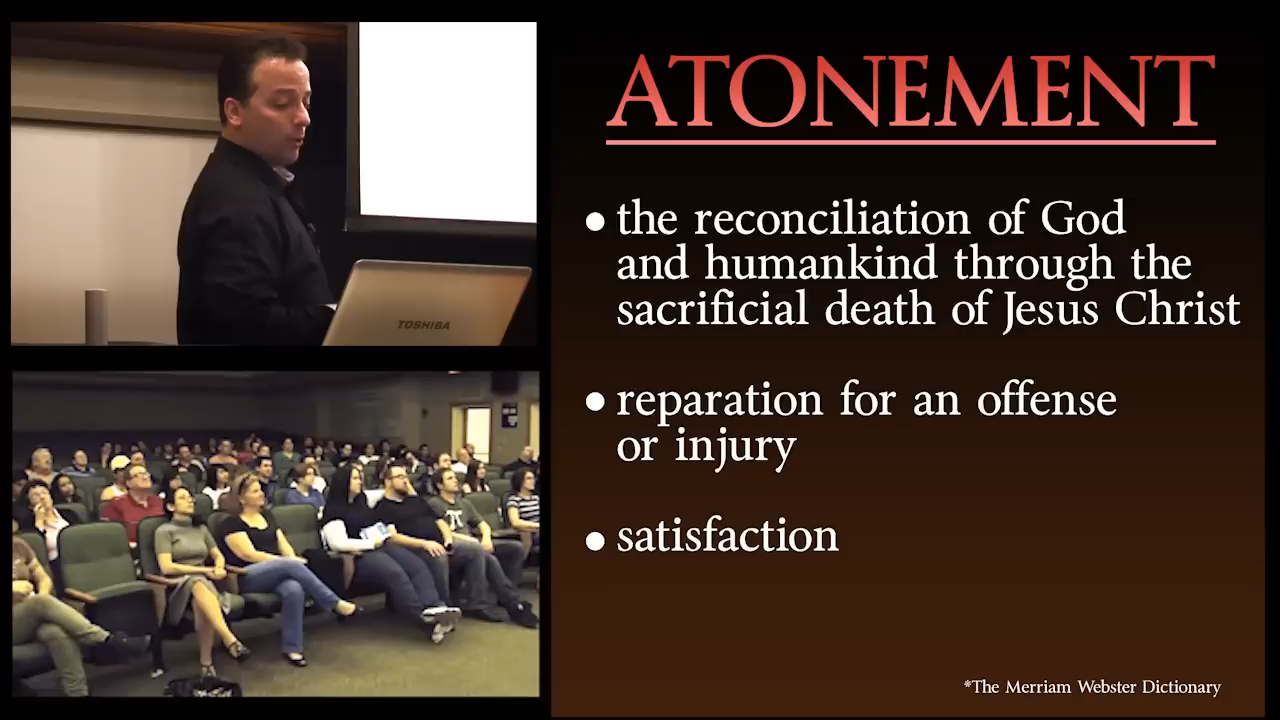 ATONEMENT
• the reconciliation of God
and humankind through the
sacrificial death of Jesus Christ
• reparation for an offense
or injury
• satisfaction
*The Merriam Webster Dictionary
TOSHIBA